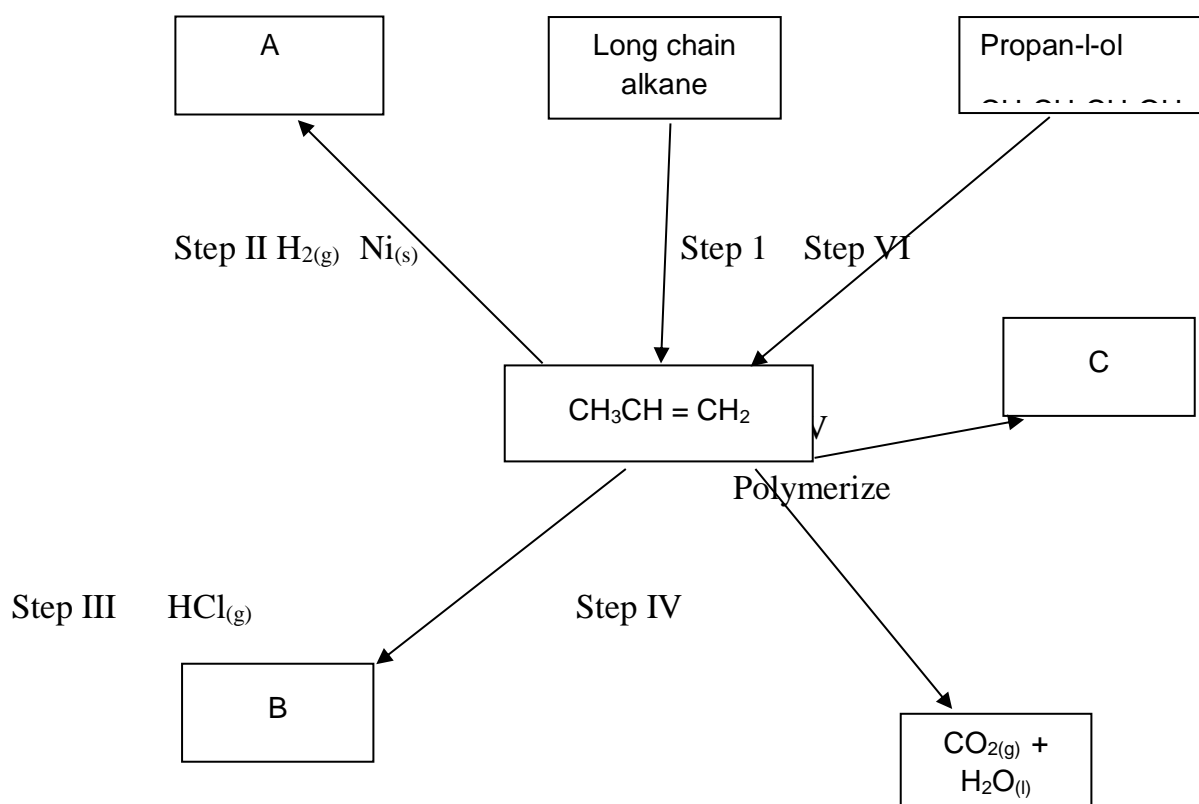 A
Long chain
alkane
Propan-l-ol
Step II H₂(g) Ni(s)
Step 1
Step VI
C
CH₃CH = CH₂
V
Polymerize
Step III HCl(g)
Step IV
B
CO₂(g) +
H₂O(l)